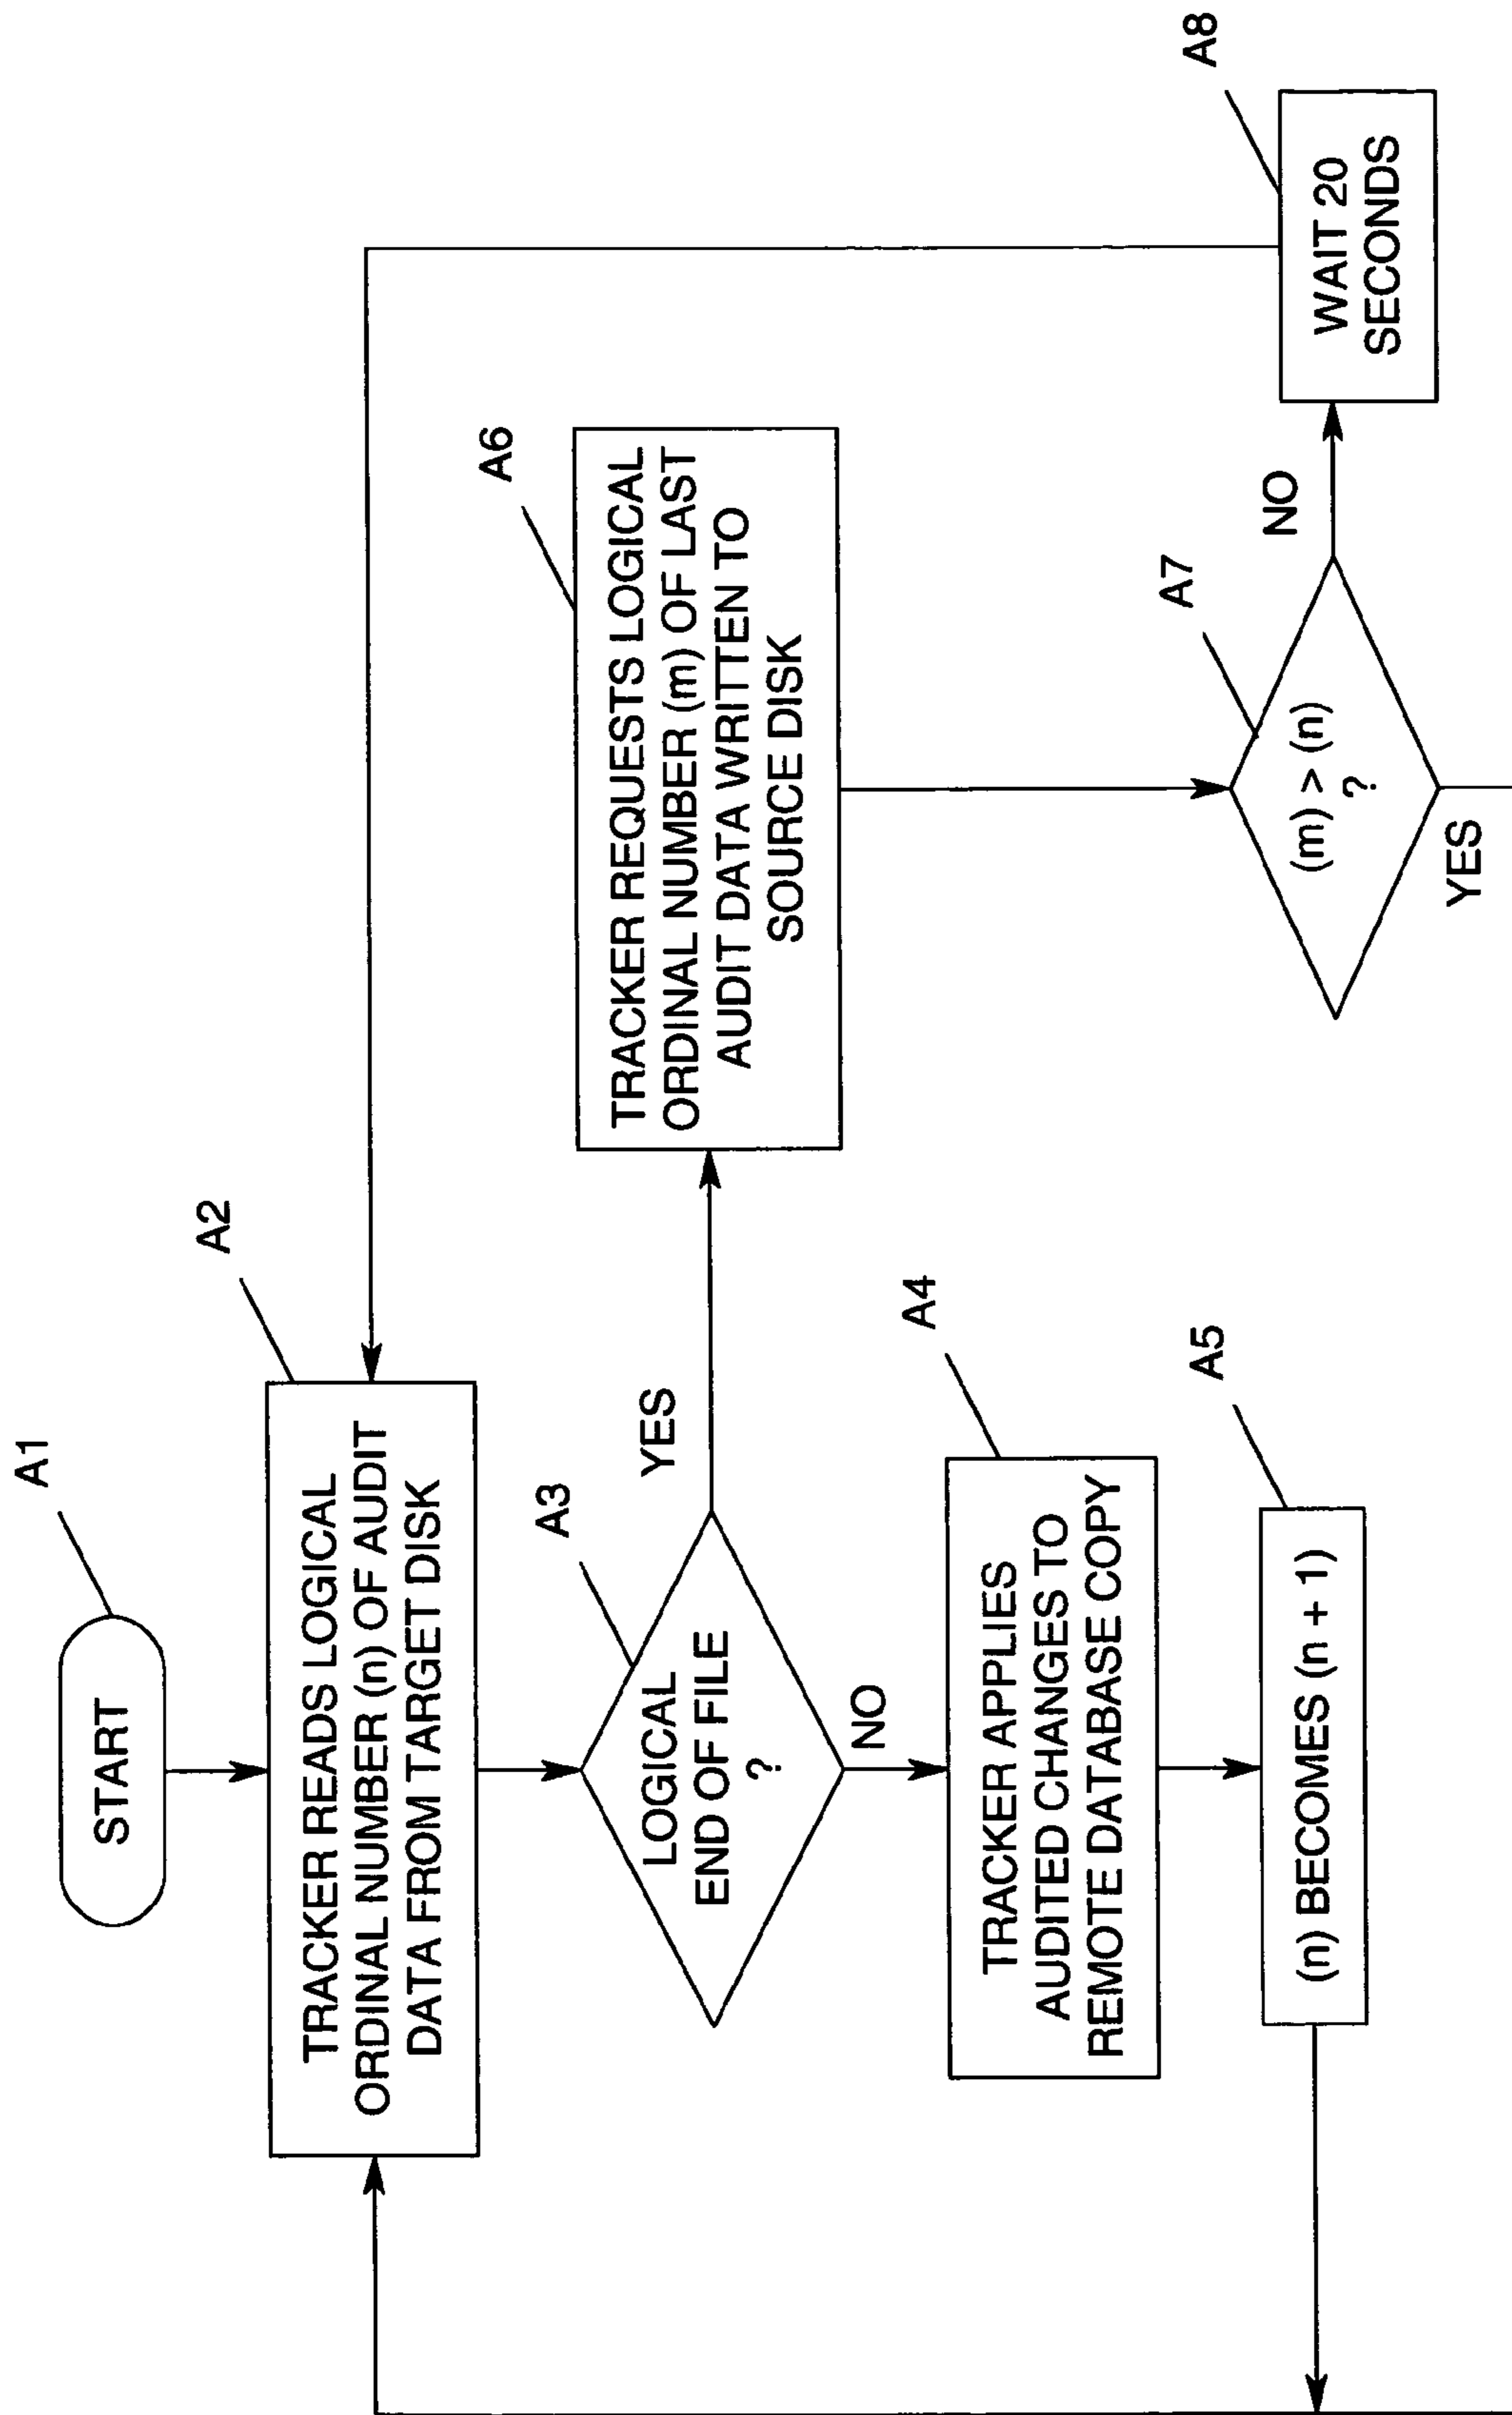 A1
START
A2
TRACKER READS LOGICAL
ORDINAL NUMBER (n) OF AUDIT
DATA FROM TARGET DISK
A3
LOGICAL
END OF FILE
?
YES
NO
A4
TRACKER APPLIES
AUDITED CHANGES TO
REMOTE DATABASE COPY
A5
(n) BECOMES (n + 1)
A6
TRACKER REQUESTS LOGICAL
ORDINAL NUMBER (m) OF LAST
AUDIT DATA WRITTEN TO
SOURCE DISK
A7
(m) > (n)
?
NO
YES
A8
WAIT 20
SECONDS